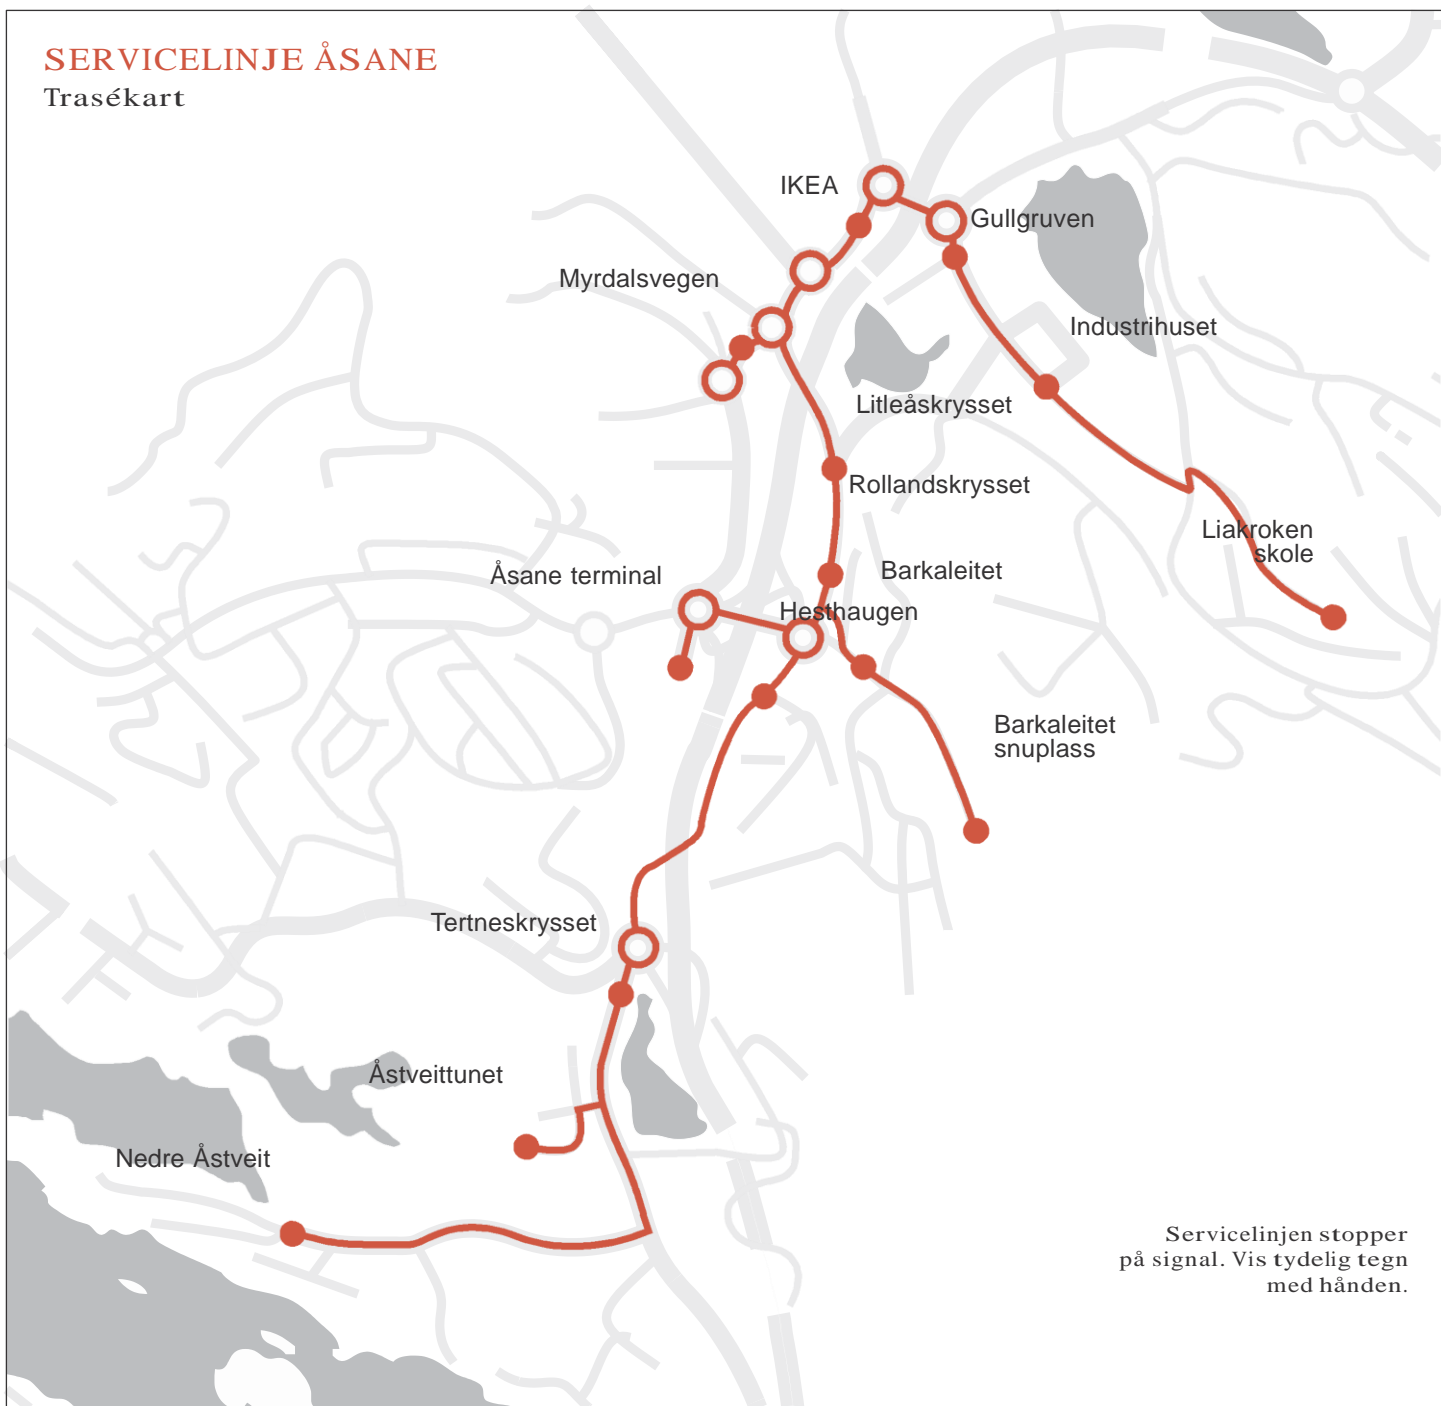 SERVICELINJE ÅSANE
Trasékart
IKEA
Gullgruven
Myrdalsvegen
Industrihuset
Litleåskrysset
Rollandskrysset
Liakroken
skole
Åsane terminal
Barkaleitet
Hesthaugen
Barkaleitet
snuplass
Tertneskrysset
Åstveittunet
Nedre Åstveit
Servicelinjen stopper
på signal. Vis tydelig tegn
med hånden.